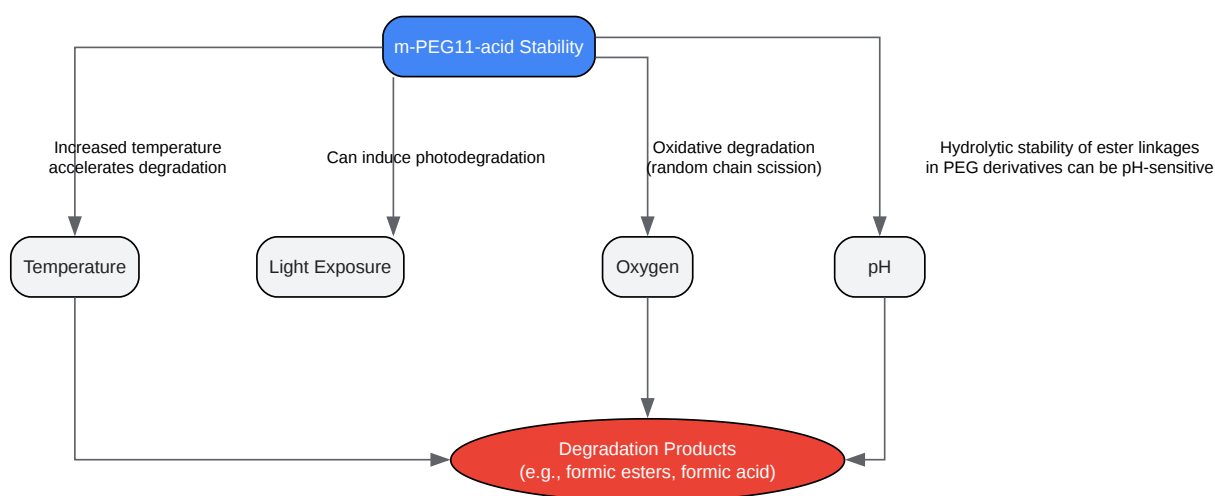 m-PEG11-acid Stability
Increased temperature
accelerates degradation
Can induce photodegradation
Oxidative degradation
(random chain scission)
Hydrolytic stability of ester linkages
in PEG derivatives can be pH-sensitive
Temperature
Light Exposure
Oxygen
pH
Degradation Products
(e.g., formic esters, formic acid)